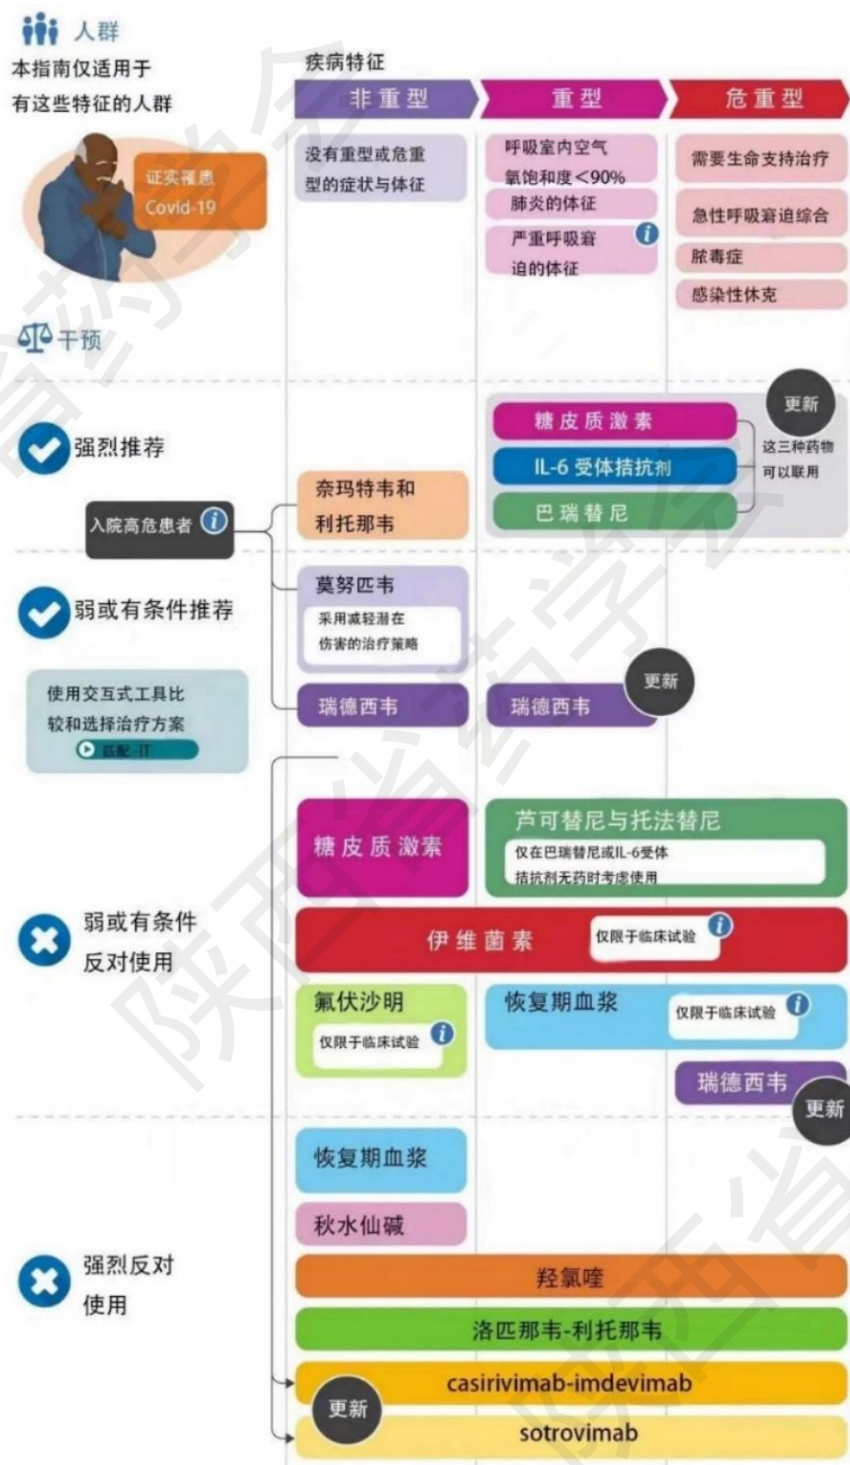 人群
本指南仅适用于
有这些特征的人群
证实罹患
Covid-19
疾病特征
非重型
重型
危重型
没有重型或危重
型的症状与体征
呼吸室内空气
氧饱和度<90%
肺炎的体征
严重呼吸窘
迫的体征
需要生命支持治疗
急性呼吸窘迫综合
脓毒症
感染性休克
干预
强烈推荐
入院高危患者
奈玛特韦和
利托那韦
糖皮质激素
IL-6 受体拮抗剂
巴瑞替尼
更新
这三种药物
可以联用
弱或有条件推荐
使用交互式工具比
较和选择治疗方案
匹配-IT
莫努匹韦
采用减轻潜在
伤害的治疗策略
瑞德西韦
瑞德西韦
更新
弱或有条件
反对使用
糖皮质激素
芦可替尼与托法替尼
仅在巴瑞替尼或IL-6受体
拮抗剂无药时考虑使用
伊维菌素
仅限于临床试验
氟伏沙明
仅限于临床试验
恢复期血浆
仅限于临床试验
瑞德西韦
更新
强烈反对
使用
恢复期血浆
秋水仙碱
羟氯喹
洛匹那韦-利托那韦
casirivimab-imdevimab
更新
sotrovimab
陕西省药学会